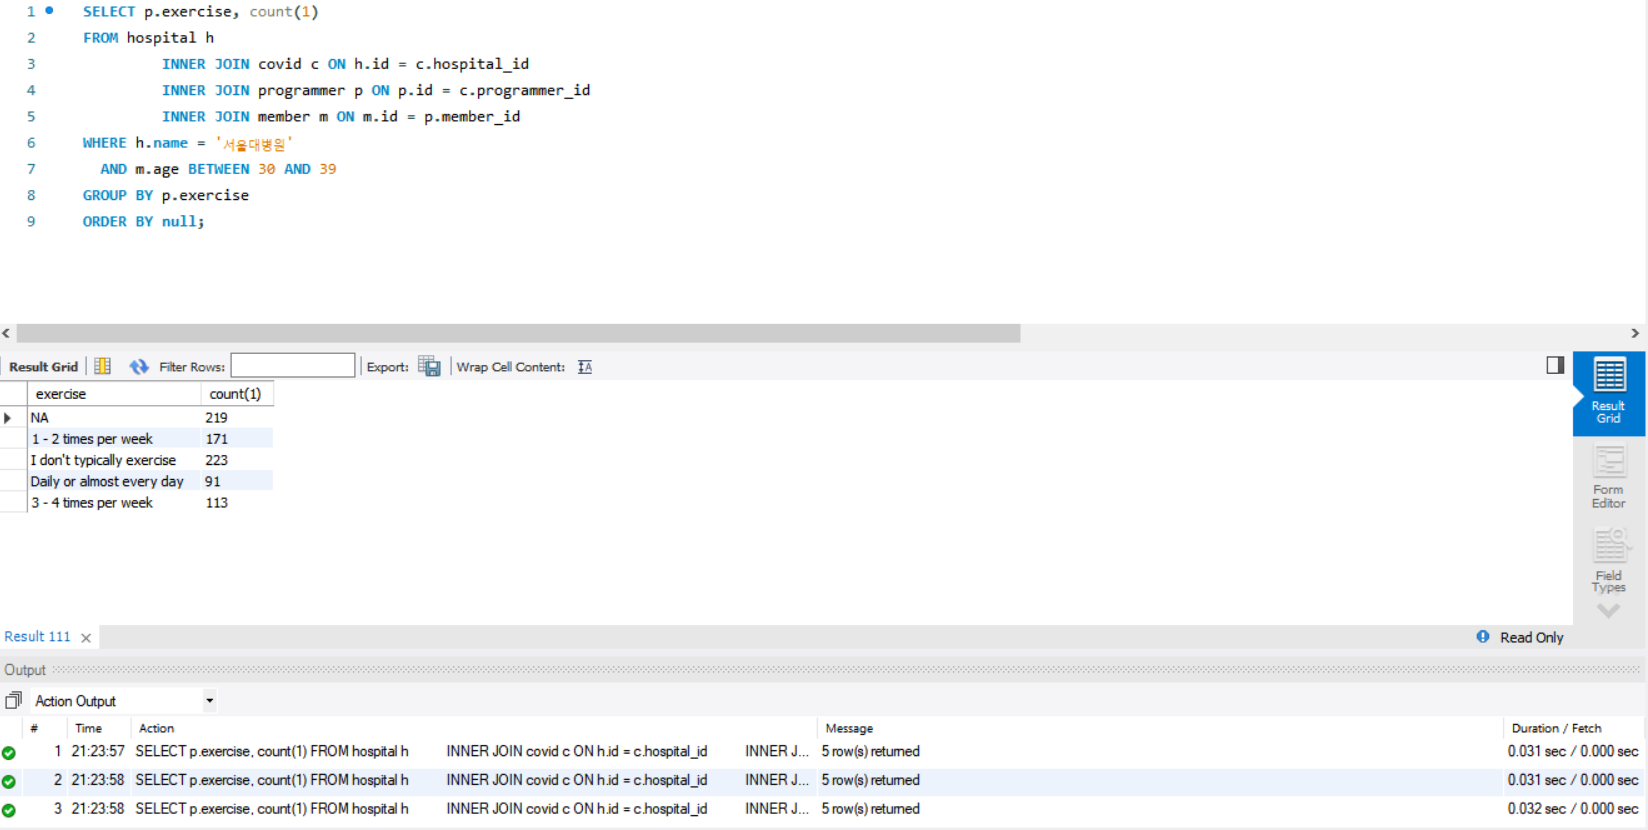 1 SELECT p.exercise, count(1)
2 FROM hospital h
3 INNER JOIN covid c ON h.id = c.hospital_id
4 INNER JOIN programmer p ON p.id = c.programmer_id
5 INNER JOIN member m ON m.id = p.member_id
6 WHERE h.name = '서울대병원'
7 AND m.age BETWEEN 30 AND 39
8 GROUP BY p.exercise
9 ORDER BY null;
Result Grid Filter Rows: Export: Wrap Cell Content: IA
exercise count(1)
NA 219
1 - 2 times per week 171
I don't typically exercise 223
Daily or almost every day 91
3 - 4 times per week 113
Result Grid
Form Editor
Field Types
Result 111 × Read Only
Output
Action Output
# Time Action Message Duration / Fetch
1 21:23:57 SELECT p.exercise, count(1) FROM hospital h INNER JOIN covid c ON h.id = c.hospital_id INNER J... 5 row(s) returned 0.031 sec / 0.000 sec
2 21:23:58 SELECT p.exercise, count(1) FROM hospital h INNER JOIN covid c ON h.id = c.hospital_id INNER J... 5 row(s) returned 0.031 sec / 0.000 sec
3 21:23:58 SELECT p.exercise, count(1) FROM hospital h INNER JOIN covid c ON h.id = c.hospital_id INNER J... 5 row(s) returned 0.032 sec / 0.000 sec